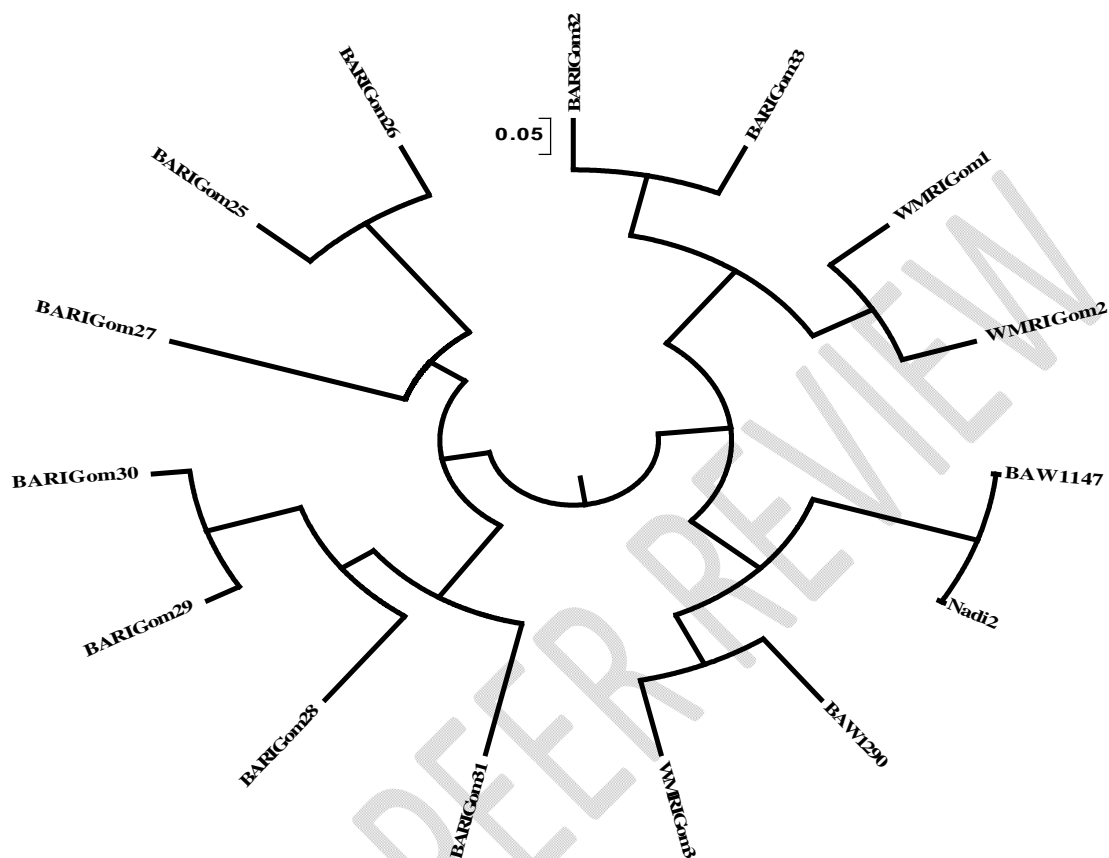 BARIGom32
BARIGom33
BARIGom26
0.05
WMRIGom1
BARIGom25
WMRIGom2
BARIGom27
BARIGom30
BAW1147
Nadi2
BARIGom29
BARIGom28
BAW1290
BARIGom31
WMRIGom3
PEER REVIEW